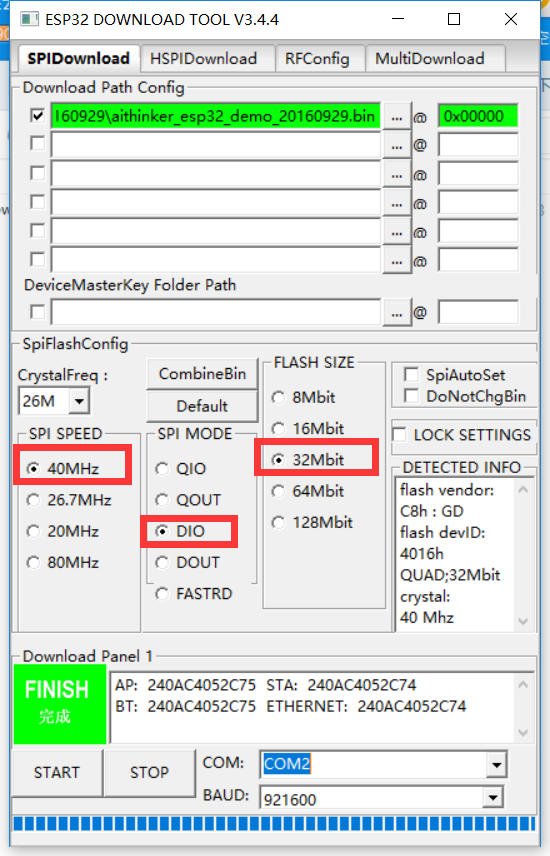 ESP32 DOWNLOAD TOOL V3.4.4
SPIDownload HSPIDownload RFConfig MultiDownload
Download Path Config
160929\aithinker_esp32_demo_20160929.bin ... @ 0x00000
... @
... @
... @
... @
... @
DeviceMasterKey Folder Path
... @
SpiFlashConfig
CrystalFreq :
26M
CombineBin
Default
SPI SPEED
40MHz
26.7MHz
20MHz
80MHz
SPI MODE
QIO
QOUT
DIO
DOUT
FASTRD
FLASH SIZE
8Mbit
16Mbit
32Mbit
64Mbit
128Mbit
SpiAutoSet
DoNotChgBin
LOCK SETTINGS
DETECTED INFO
flash vendor:
C8h : GD
flash devID:
4016h
QUAD;32Mbit
crystal:
40 Mhz
Download Panel 1
FINISH
完成
AP: 240AC4052C75 STA: 240AC4052C74
BT: 240AC4052C75 ETHERNET: 240AC4052C74
START STOP
COM: COM2
BAUD: 921600